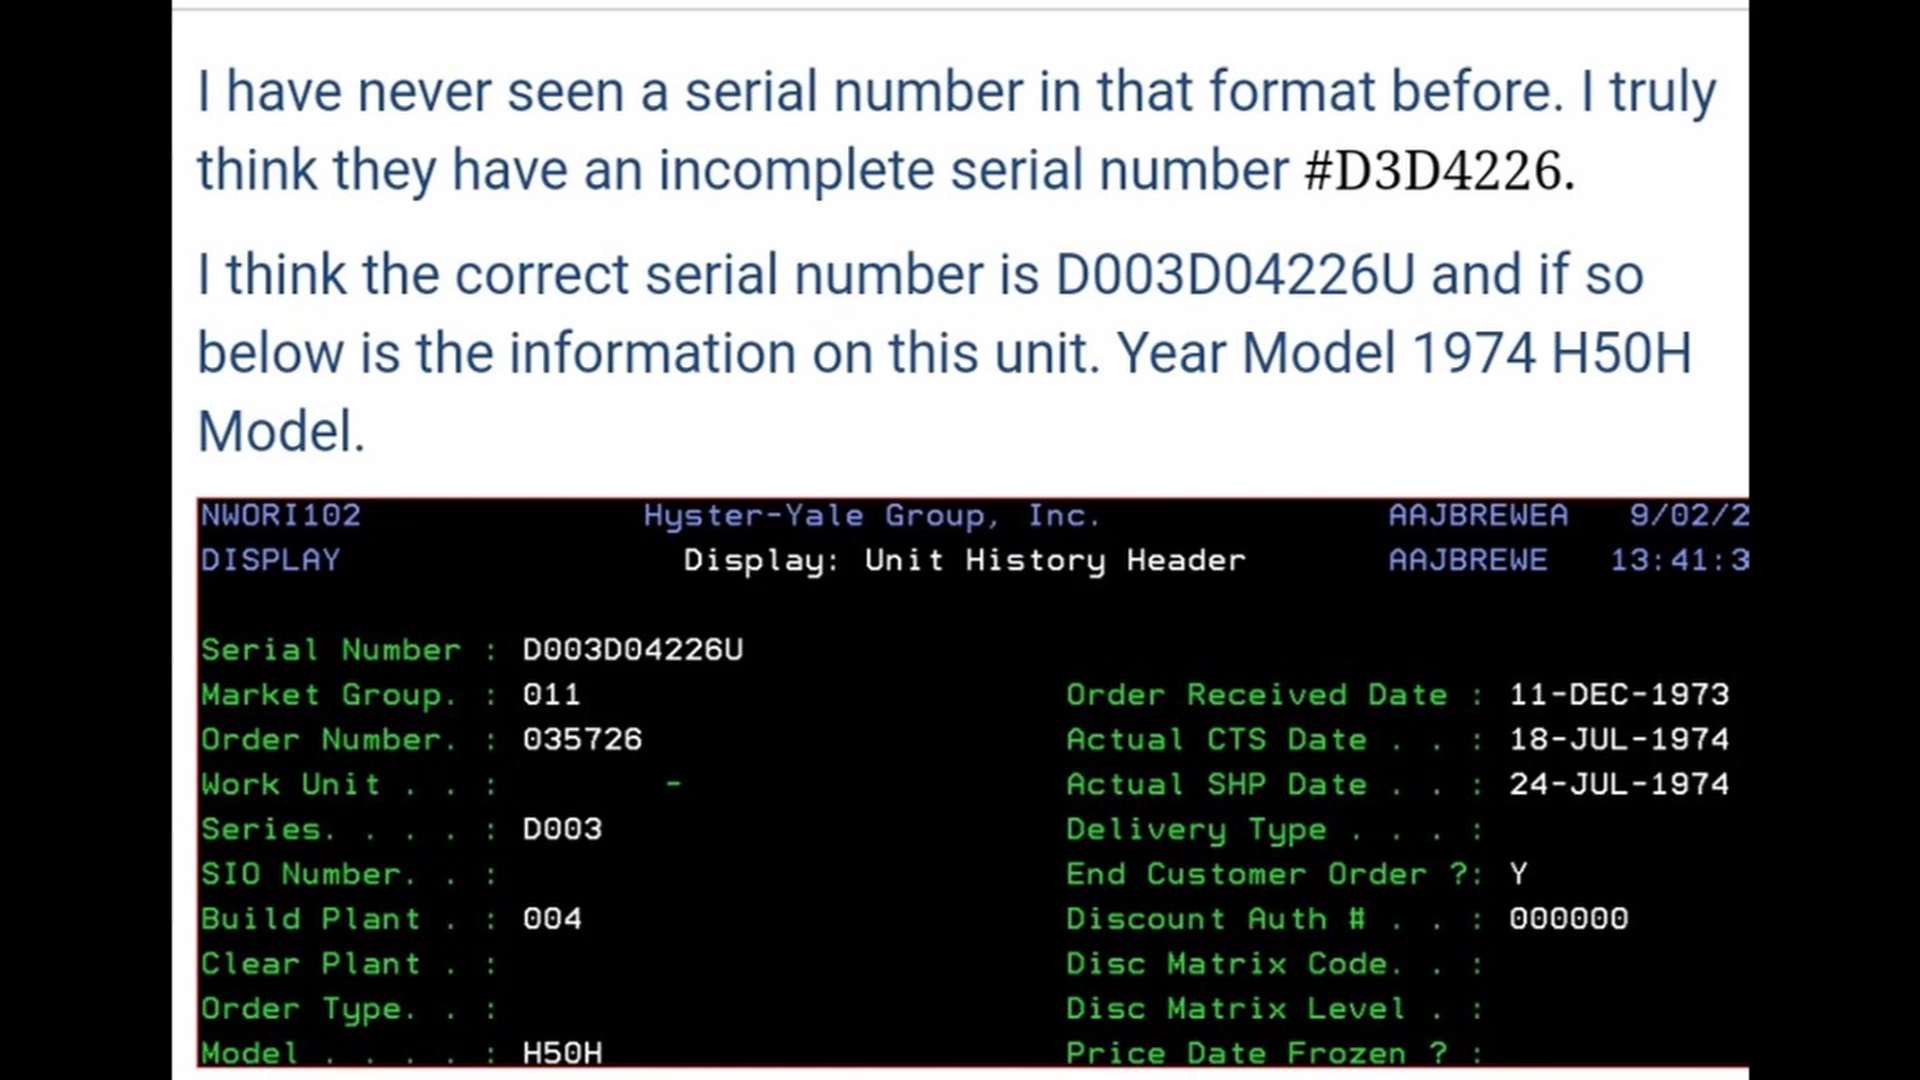 I have never seen a serial number in that format before. I truly
think they have an incomplete serial number #D3D4226.
I think the correct serial number is D003D04226U and if so
below is the information on this unit. Year Model 1974 H50H
Model.
NWORI102 Hyster-Yale Group, Inc. AAJBREWEA 9/02/2
DISPLAY Display: Unit History Header AAJBREWE 13:41:3
Serial Number : D003D04226U
Market Group. : 011 Order Received Date : 11-DEC-1973
Order Number. : 035726 Actual CTS Date . . : 18-JUL-1974
Work Unit . . : - Actual SHP Date . . : 24-JUL-1974
Series. . . . : D003 Delivery Type . . . :
SIO Number. . : End Customer Order ?: Y
Build Plant . : 004 Discount Auth # . . : 000000
Clear Plant . : Disc Matrix Code. . :
Order Type. . : Disc Matrix Level . :
Model . . . . : H50H Price Date Frozen ? :